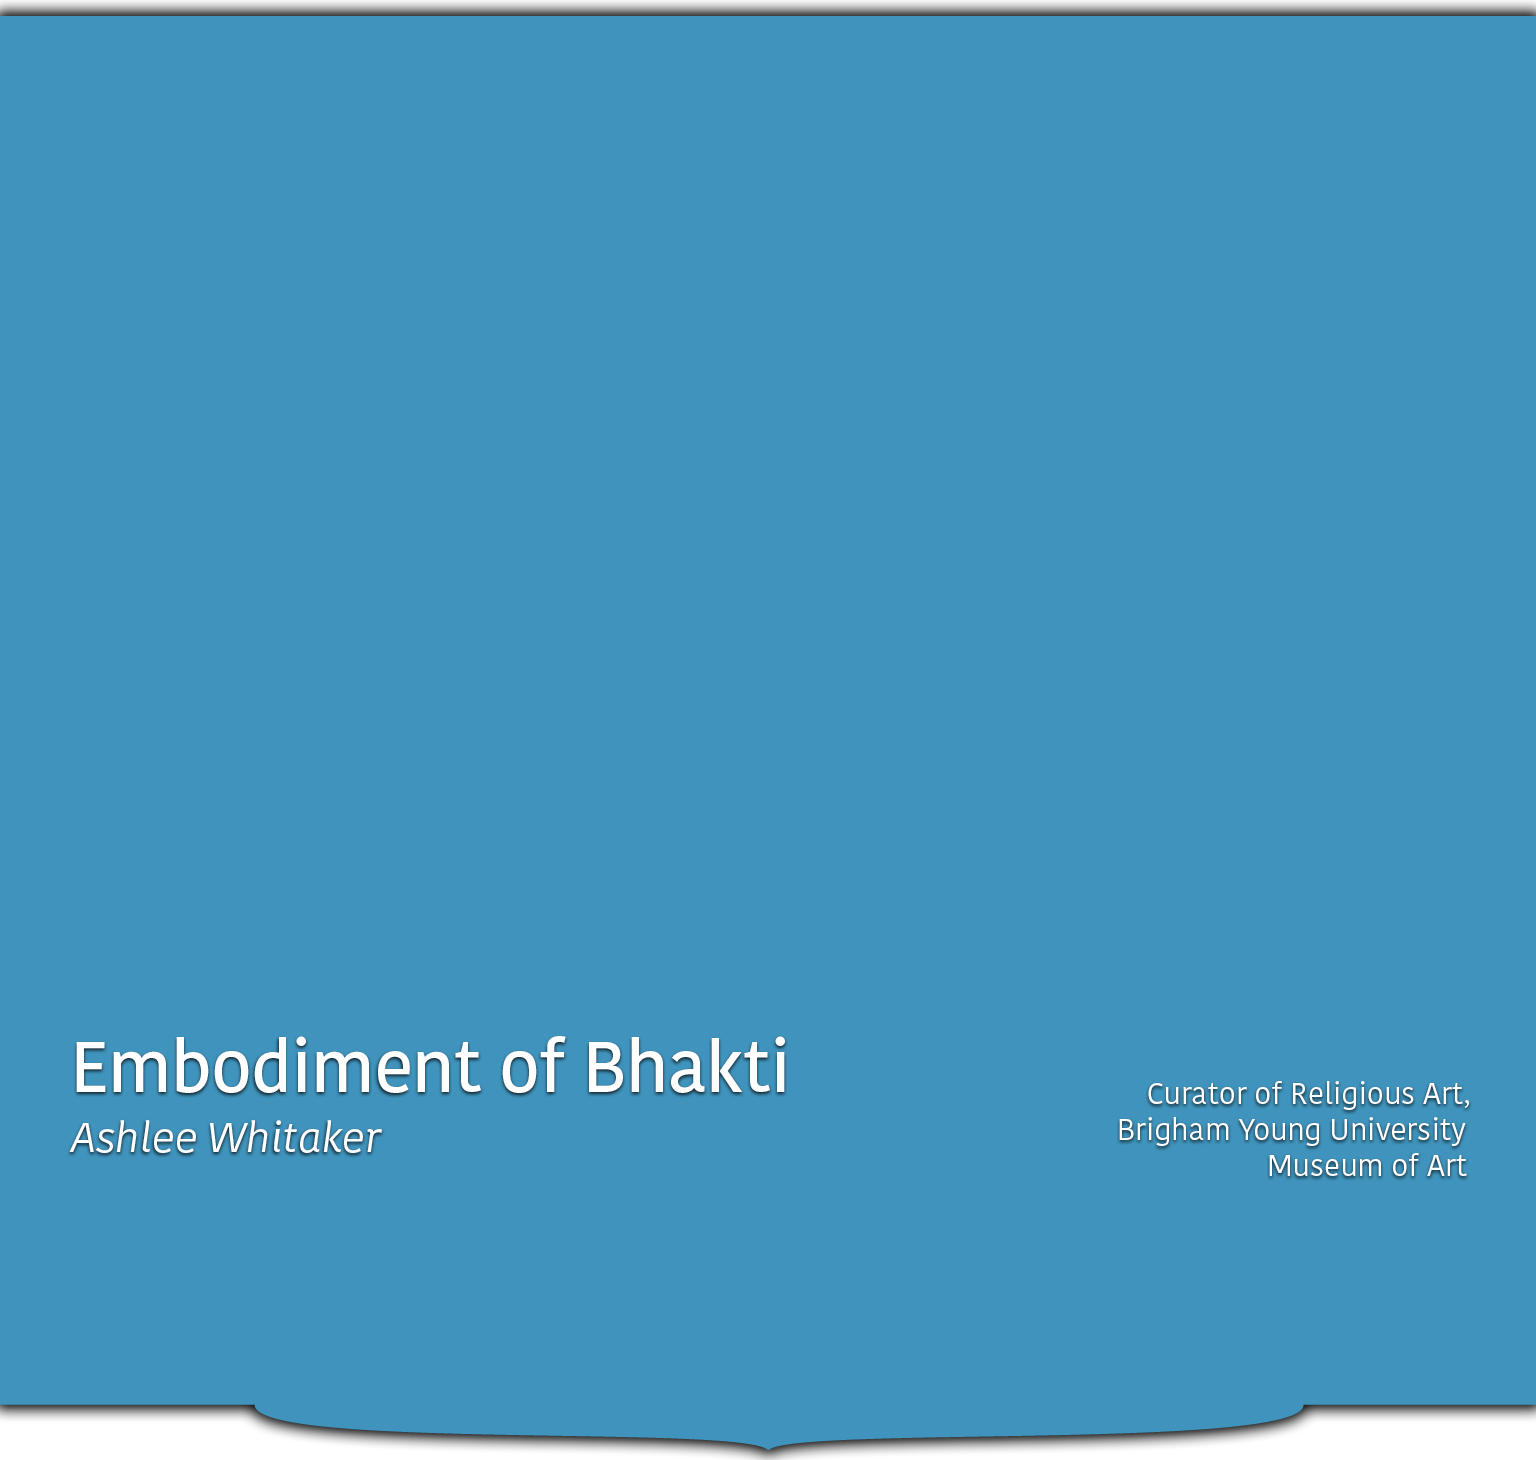 Embodiment of Bhakti
Ashlee Whitaker
Curator of Religious Art,
Brigham Young University
Museum of Art